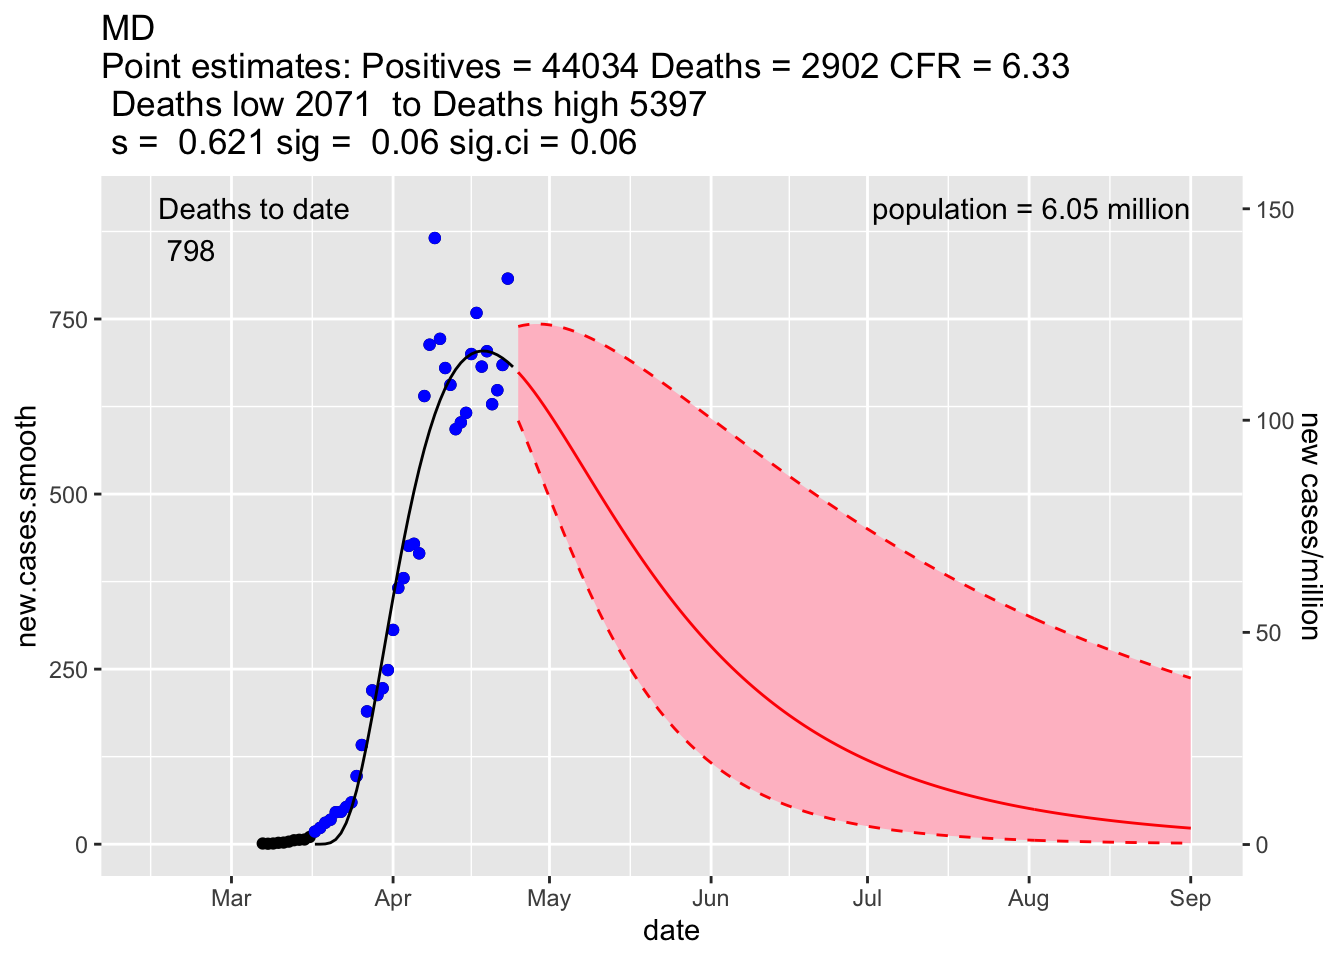 MD
Point estimates: Positives = 44034 Deaths = 2902 CFR = 6.33
Deaths low 2071  to Deaths high 5397
s =  0.621 sig =  0.06 sig.ci = 0.06
Deaths to date
798
population = 6.05 million
new.cases.smooth
750
500
250
0
150
100
50
0
new cases/million
Mar
Apr
May
Jun
Jul
Aug
Sep
date